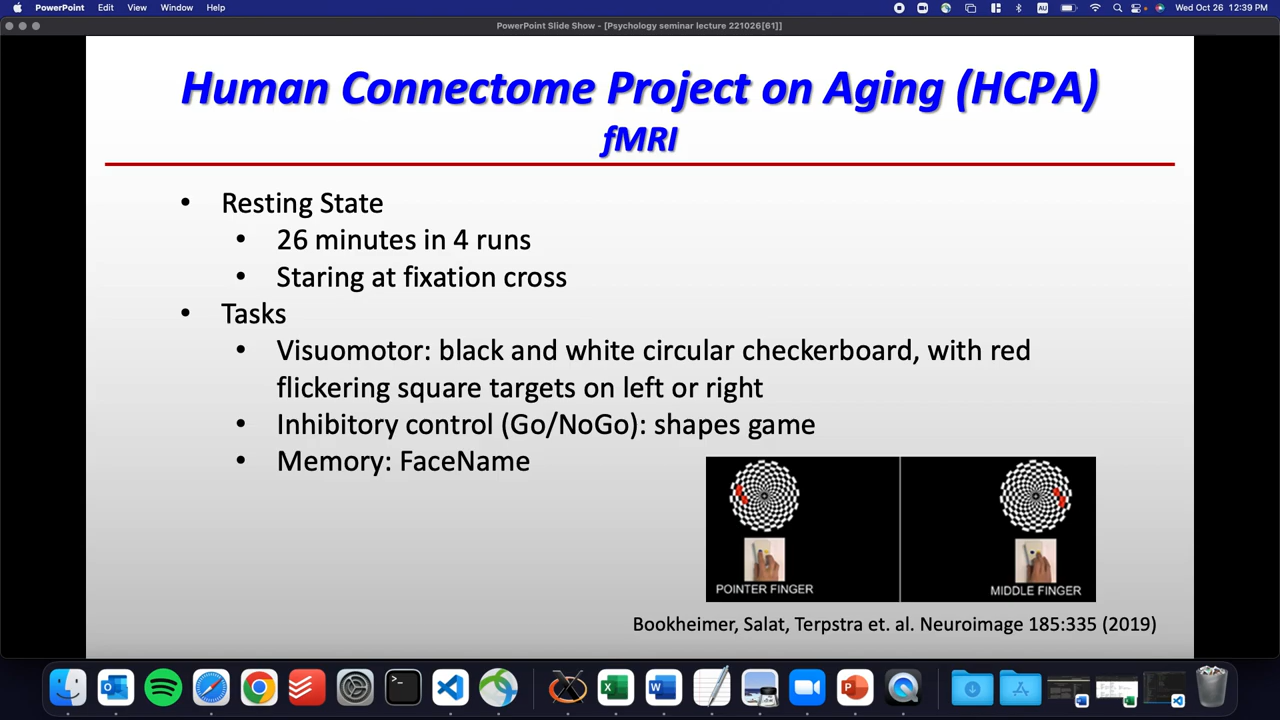 PowerPoint Edit View Window Help Wed Oct 26 12:39 PM
PowerPoint Slide Show - [Psychology seminar lecture 221026[61]]
Human Connectome Project on Aging (HCPA)
fMRI
• Resting State
• 26 minutes in 4 runs
• Staring at fixation cross
• Tasks
• Visuomotor: black and white circular checkerboard, with red
flickering square targets on left or right
• Inhibitory control (Go/NoGo): shapes game
• Memory: FaceName
POINTER FINGER
MIDDLE FINGER
Bookheimer, Salat, Terpstra et. al. Neuroimage 185:335 (2019)